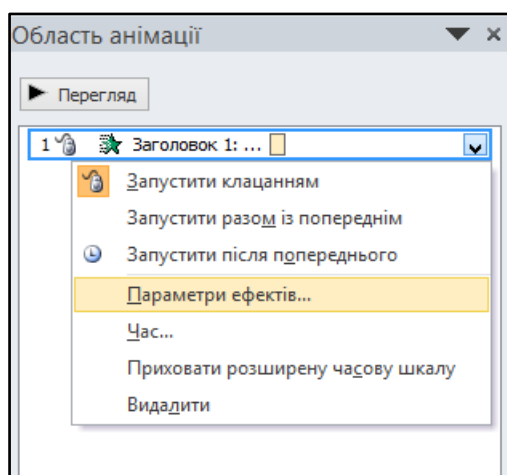 Область анімації
Перегляд
1 Заголовок 1: ...
Запустити клацанням
Запустити разом із попереднім
Запустити після попереднього
Параметри ефектів...
Час...
Приховати розширену часову шкалу
Видалити